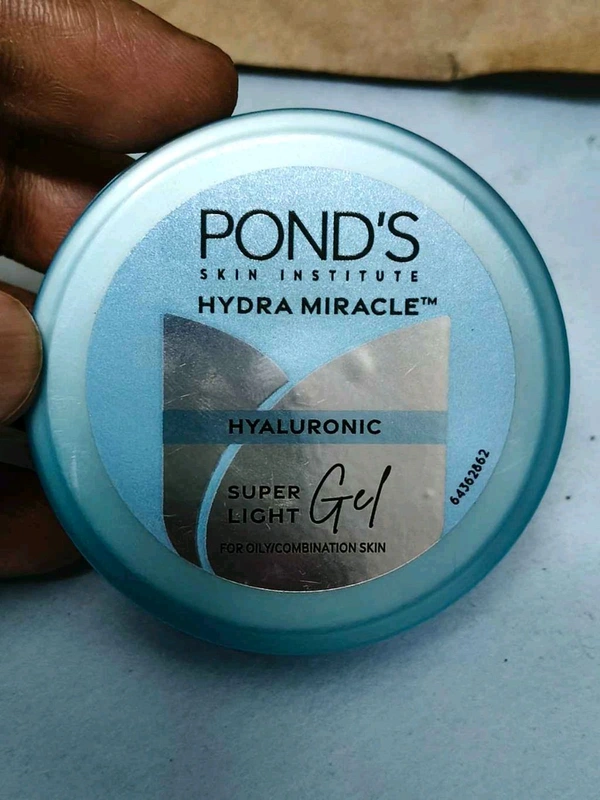 POND'S
SKIN INSTITUTE
HYDRA MIRACLE™
HYALURONIC
SUPER LIGHT Gel
FOR OILY/COMBINATION SKIN
64362862